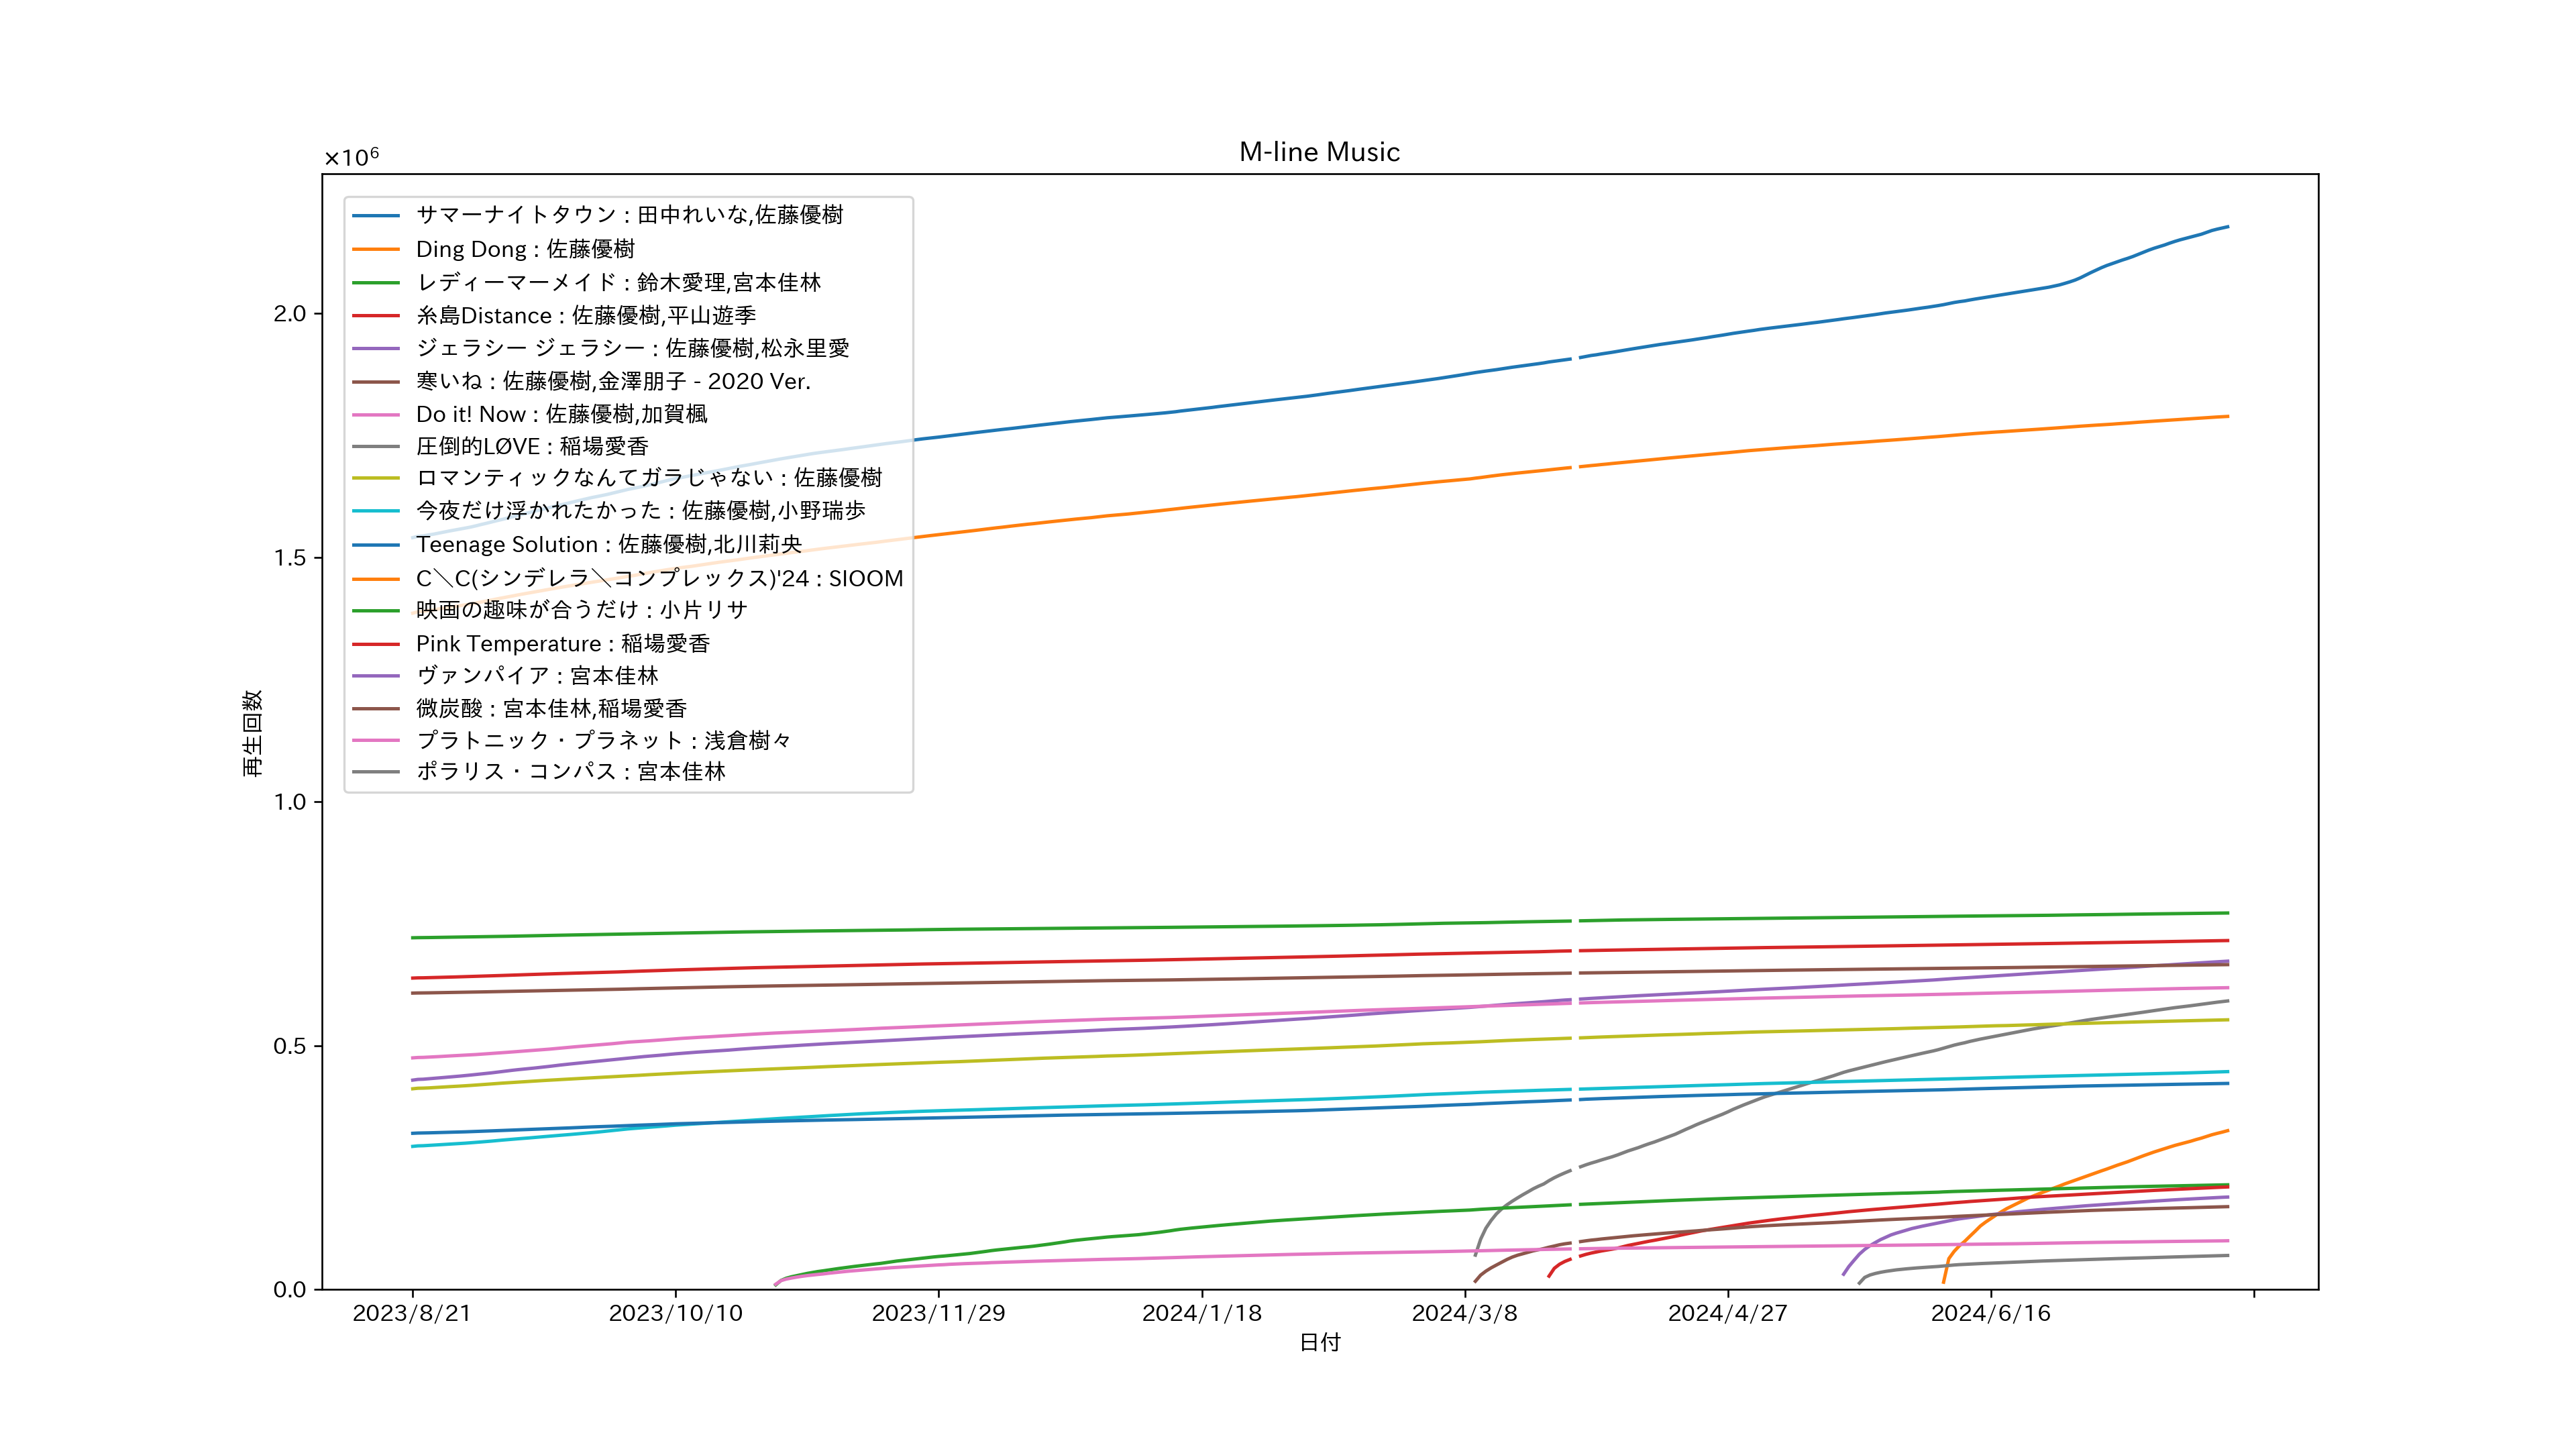 M-line Music
×10⁶
サマーナイトタウン : 田中れいな,佐藤優樹
Ding Dong : 佐藤優樹
レディーマーメイド : 鈴木愛理,宮本佳林
糸島Distance : 佐藤優樹,平山遊季
ジェラシー ジェラシー : 佐藤優樹,松永里愛
寒いね : 佐藤優樹,金澤朋子 - 2020 Ver.
Do it! Now : 佐藤優樹,加賀楓
圧倒的LØVE : 稲場愛香
ロマンティックなんてガラじゃない : 佐藤優樹
今夜だけ浮かれたかった : 佐藤優樹,小野瑞歩
Teenage Solution : 佐藤優樹,北川莉央
C＼C(シンデレラ＼コンプレックス)'24 : SIOOM
映画の趣味が合うだけ : 小片リサ
Pink Temperature : 稲場愛香
ヴァンパイア : 宮本佳林
微炭酸 : 宮本佳林,稲場愛香
プラトニック・プラネット : 浅倉樹々
ポラリス・コンパス : 宮本佳林
2.0
1.5
1.0
0.5
0.0
再生回数
2023/8/21
2023/10/10
2023/11/29
2024/1/18
2024/3/8
2024/4/27
2024/6/16
日付